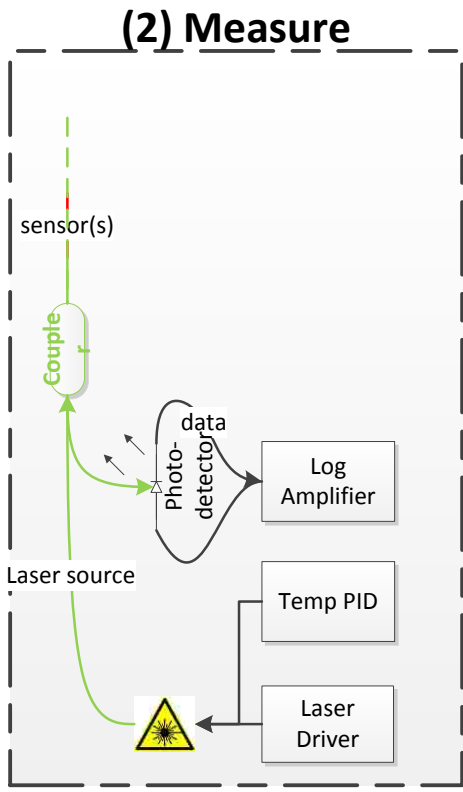 (2) Measure
sensor(s)
Couple
r
data
Photo-
detector
Log
Amplifier
Laser source
Temp PID
Laser
Driver